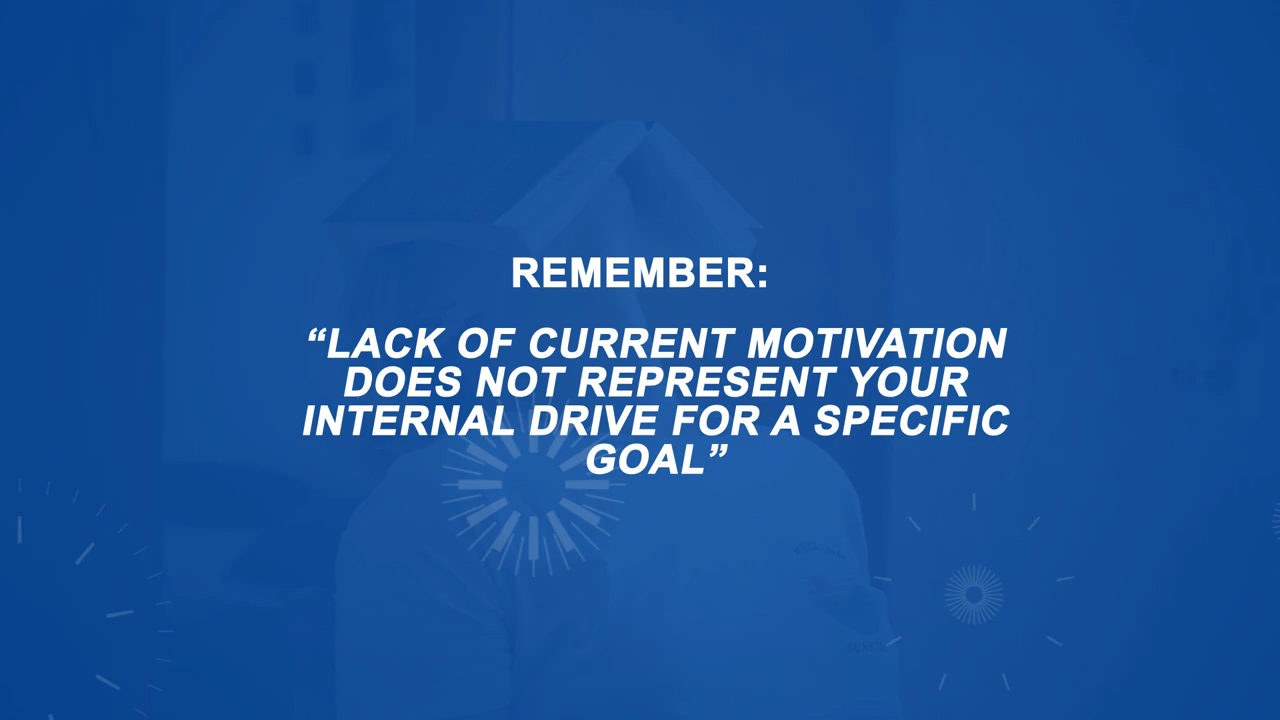 REMEMBER:
“LACK OF CURRENT MOTIVATION
DOES NOT REPRESENT YOUR
INTERNAL DRIVE FOR A SPECIFIC
GOAL”